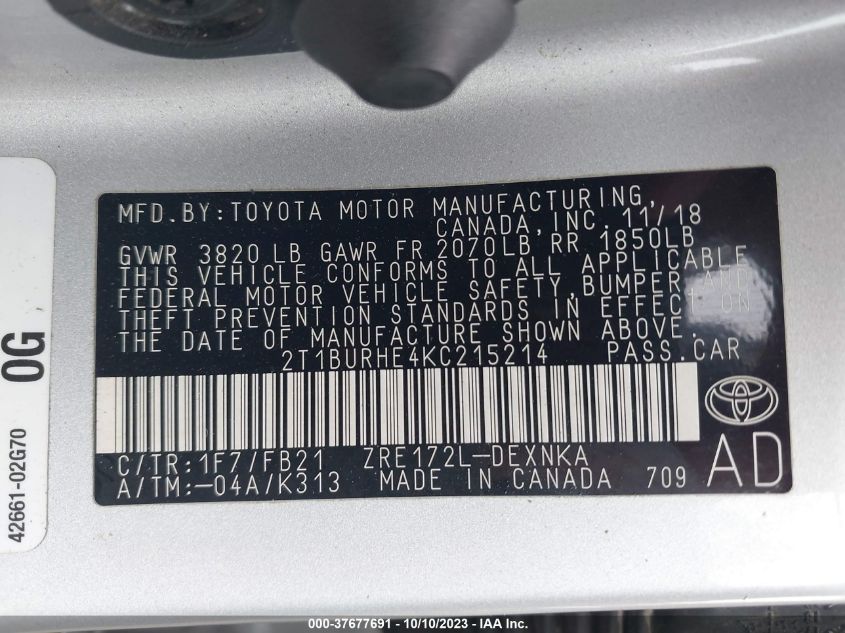 MFD.BY:TOYOTA MOTOR MANUFACTURING,
CANADA,INC. 11/18
GVWR 3820 LB GAWR FR 2070LB RR 1850LB
THIS VEHICLE CONFORMS TO ALL APPLICABLE
FEDERAL MOTOR VEHICLE SAFETY,BUMPER AND
THEFT PREVENTION STANDARDS IN EFFECT ON
THE DATE OF MANUFACTURE SHOWN ABOVE.
2T1BURHE4KC215214 PASS.CAR
C/TR:1F7/FB21 ZRE172L-DEXNKA
A/TM:-04A/K313 MADE IN CANADA 709
AD
42661-02G70
0G
000-37677691 - 10/10/2023 - IAA Inc.